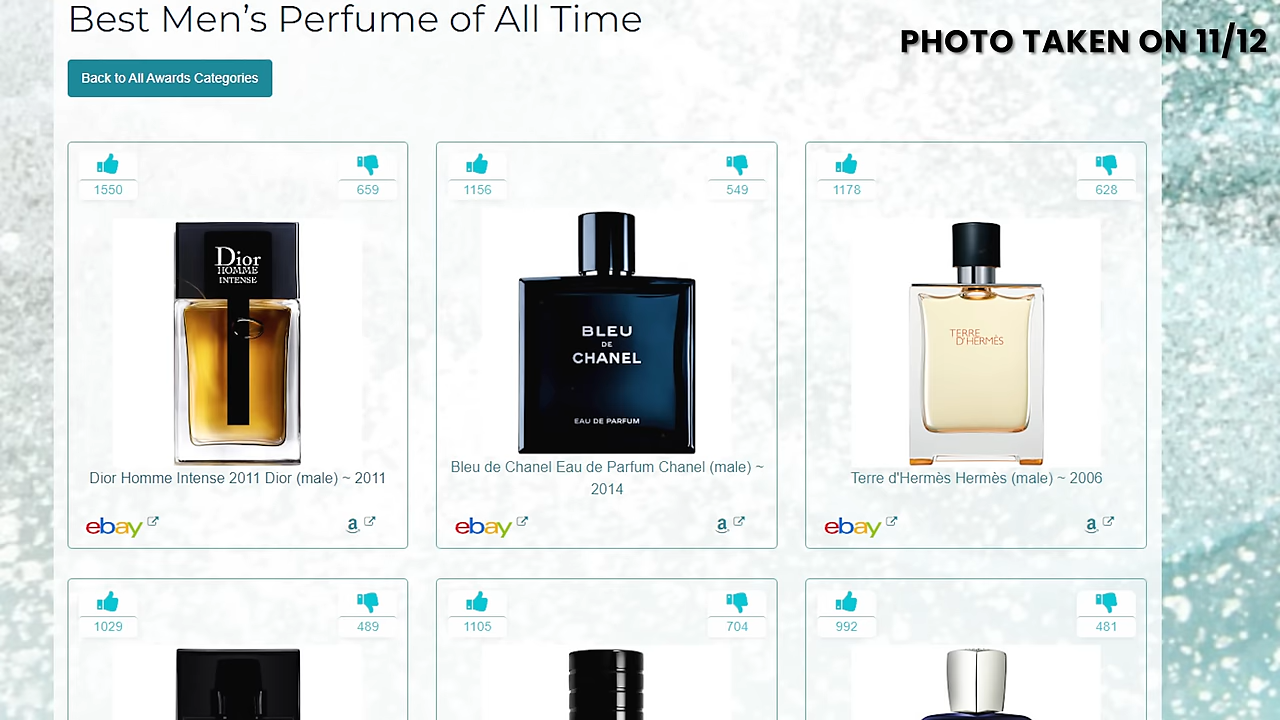 Best Men’s Perfume of All Time
PHOTO TAKEN ON 11/12
Back to All Awards Categories
1550
659
1156
549
1178
628
Dior
HOMME
INTENSE
BLEU
DE
CHANEL
EAU DE PARFUM
TERRE
D'HERMÈS
Dior Homme Intense 2011 Dior (male) ~ 2011
Bleu de Chanel Eau de Parfum Chanel (male) ~
2014
Terre d'Hermès Hermès (male) ~ 2006
ebay
a
ebay
a
ebay
a
1029
489
1105
704
992
481